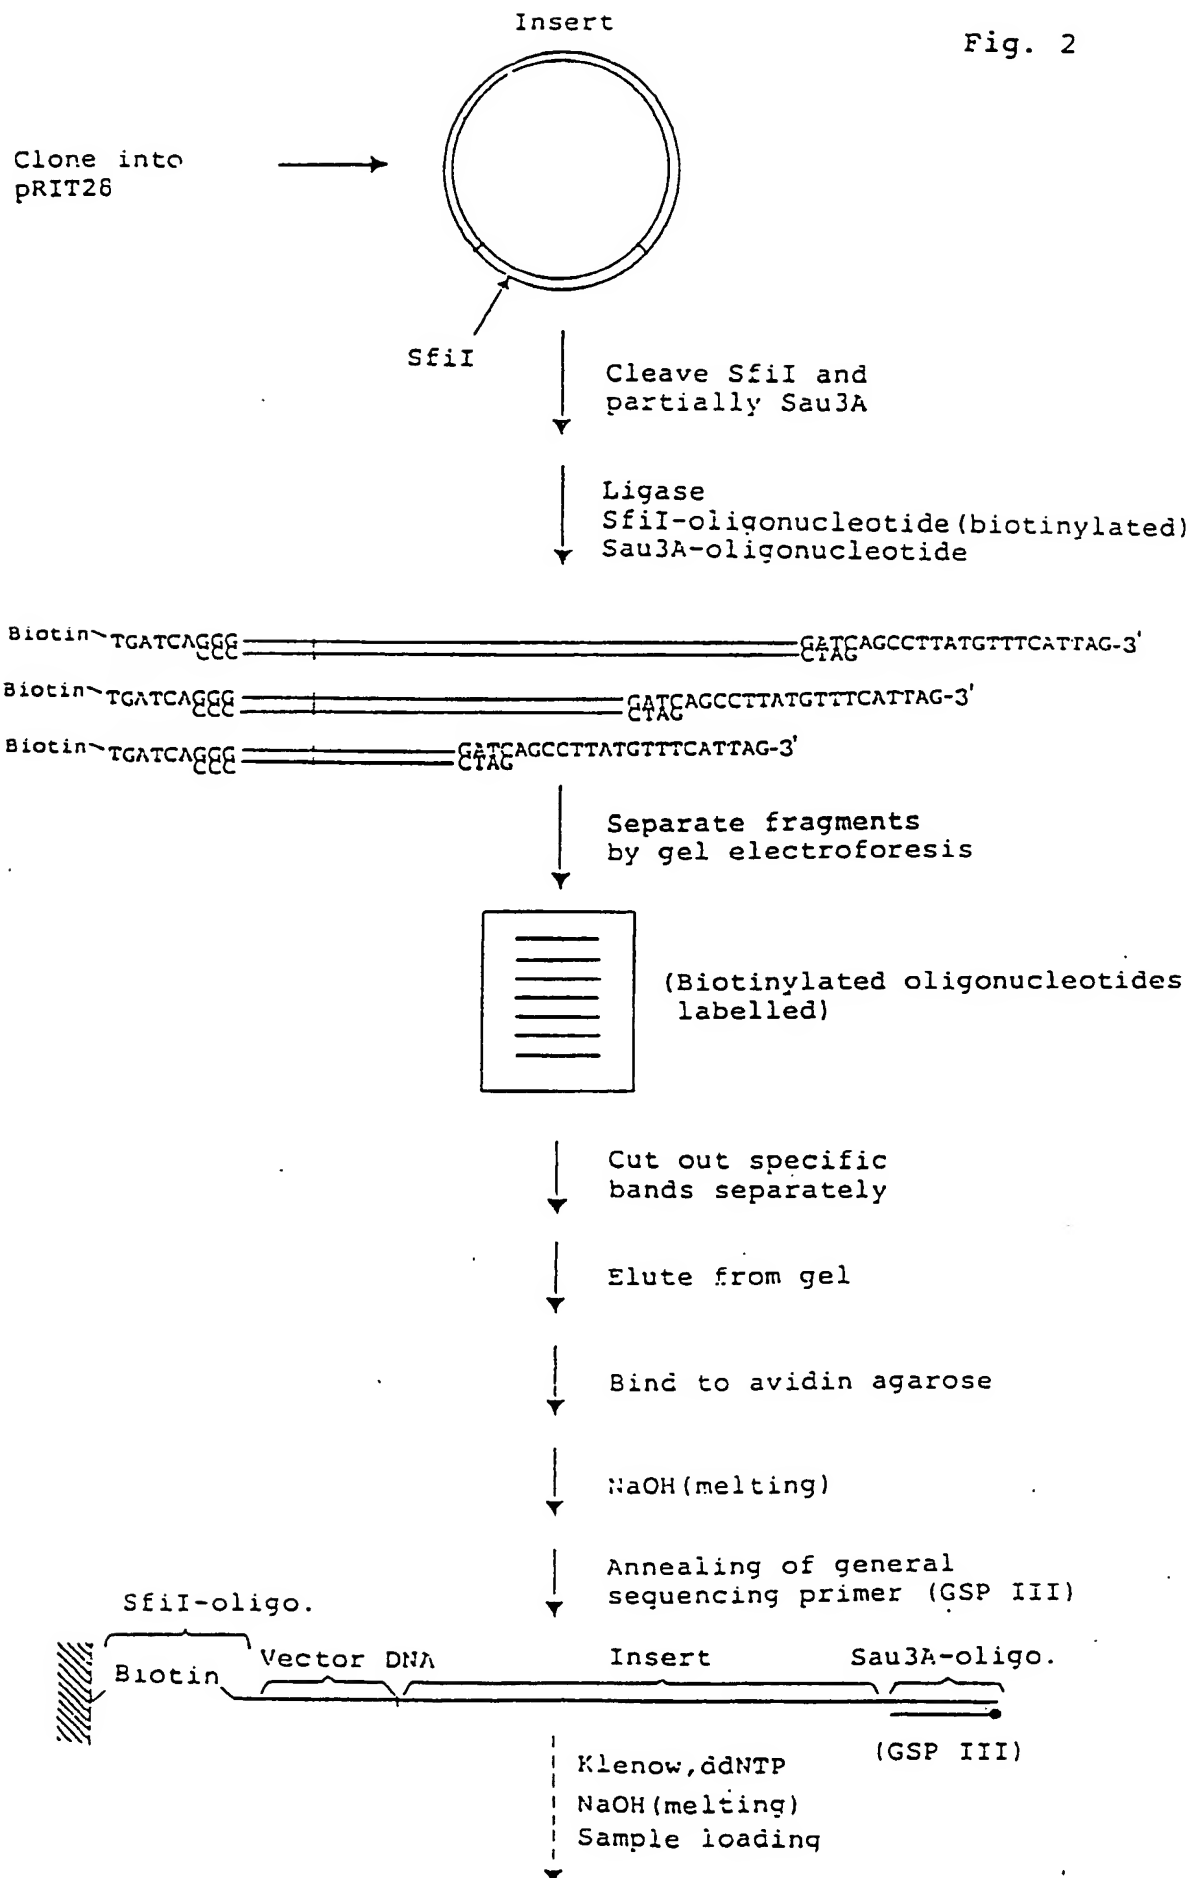 Insert
Fig. 2
Clone into
pRIT28
SfiI
Cleave SfiI and
partially Sau3A
Ligase
SfiI-oligonucleotide(biotinylated)
Sau3A-oligonucleotide
Biotin TGATCAGGG GATCAGCCTTATGTTTCATTAG-3'
CCC CTAG
Biotin TGATCAGGG GATCAGCCTTATGTTTCATTAG-3'
CCC CTAG
Biotin TGATCAGGG GATCAGCCTTATGTTTCATTAG-3'
CCC CTAG
Separate fragments
by gel electroforesis
(Biotinylated oligonucleotides
labelled)
Cut out specific
bands separately
Elute from gel
Bind to avidin agarose
NaOH(melting)
Annealing of general
sequencing primer (GSP III)
SfiI-oligo.
Biotin Vector DNA Insert Sau3A-oligo.
(GSP III)
Klenow,ddNTP
NaOH(melting)
Sample loading